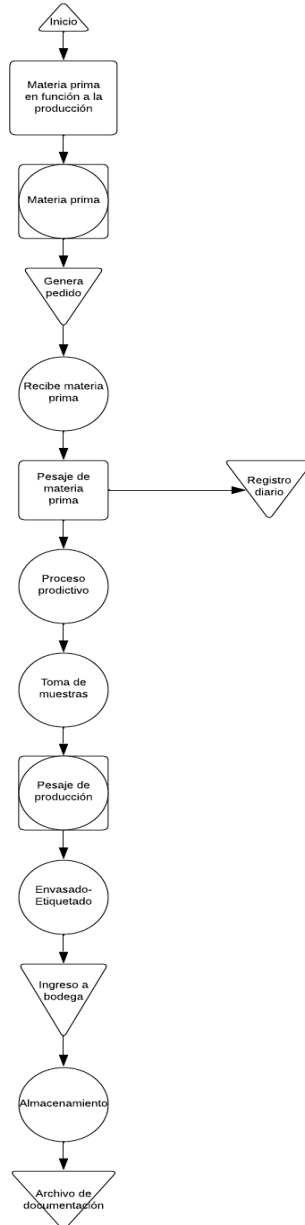 Inicio
Materia prima
en función a la
producción
Materia prima
Genera
pedido
Recibe materia
prima
Pesaje de
materia
prima
Registro
diario
Proceso
prodictivo
Toma de
muestras
Pesaje de
producción
Envasado-
Etiquetado
Ingreso a
bodega
Almacenamiento
Archivo de
documentación